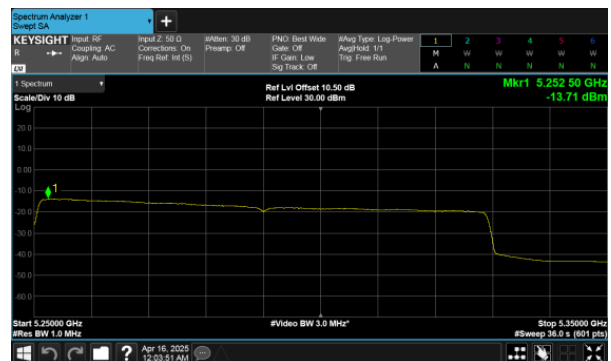 Spectrum Analyzer 1
Swept SA
KEYSIGHT
R
LXI
Input: RF
Coupling: AC
Align: Auto
Input Z: 50 Ω
Corrections: On
Freq Ref: Int (S)
#Atten: 30 dB
Preamp: Off
PNO: Best Wide
Gate: Off
IF Gain: Low
Sig Track: Off
#Avg Type: Log-Power
Avg|Hold: 1/1
Trig: Free Run
1 2 3 4 5 6
M W W W W W
A N N N N N
1 Spectrum
Scale/Div 10 dB
Ref Lvl Offset 10.50 dB
Ref Level 30.00 dBm
Mkr1 5.252 50 GHz
-13.71 dBm
Log
20.0
10.0
0.00
-10.0
-20.0
-30.0
-40.0
-50.0
-60.0
1
Start 5.25000 GHz
#Res BW 1.0 MHz
#Video BW 3.0 MHz*
Stop 5.35000 GHz
#Sweep 36.0 s (601 pts)
Apr 16, 2025
12:03:51 AM